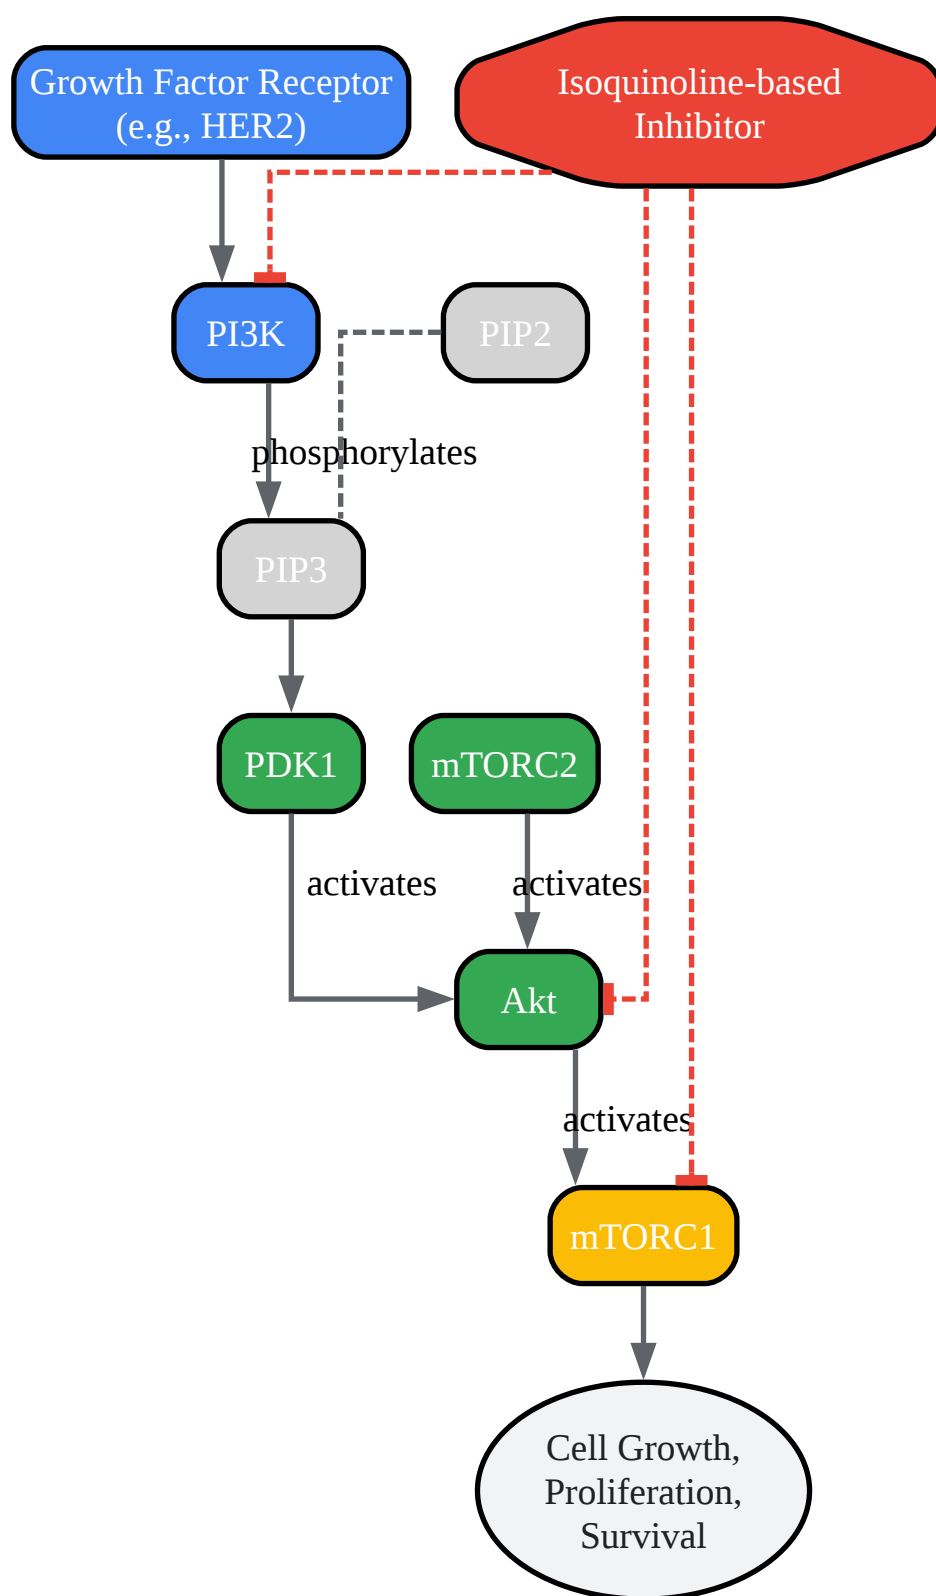 Growth Factor Receptor
(e.g., HER2)
Isoquinoline-based
Inhibitor
PI3K
PIP2
phosphorylates
PIP3
PDK1
mTORC2
activates
activates
Akt
activates
mTORC1
Cell Growth,
Proliferation,
Survival